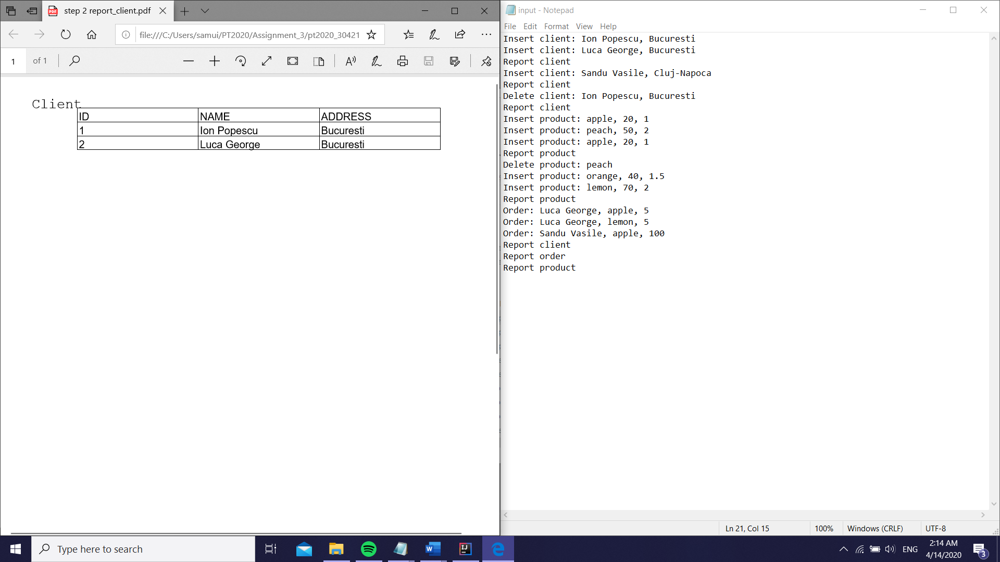 step 2 report_client.pdf
file:///C:/Users/samui/PT2020/Assignment_3/pt2020_30421
1 of 1
Client
ID NAME ADDRESS
1 Ion Popescu Bucuresti
2 Luca George Bucuresti
input - Notepad
File Edit Format View Help
Insert client: Ion Popescu, Bucuresti
Insert client: Luca George, Bucuresti
Report client
Insert client: Sandu Vasile, Cluj-Napoca
Report client
Delete client: Ion Popescu, Bucuresti
Report client
Insert product: apple, 20, 1
Insert product: peach, 50, 2
Insert product: apple, 20, 1
Report product
Delete product: peach
Insert product: orange, 40, 1.5
Insert product: lemon, 70, 2
Report product
Order: Luca George, apple, 5
Order: Luca George, lemon, 5
Order: Sandu Vasile, apple, 100
Report client
Report order
Report product
Ln 21, Col 15 100% Windows (CRLF) UTF-8
Type here to search
ENG
2:14 AM
4/14/2020
3